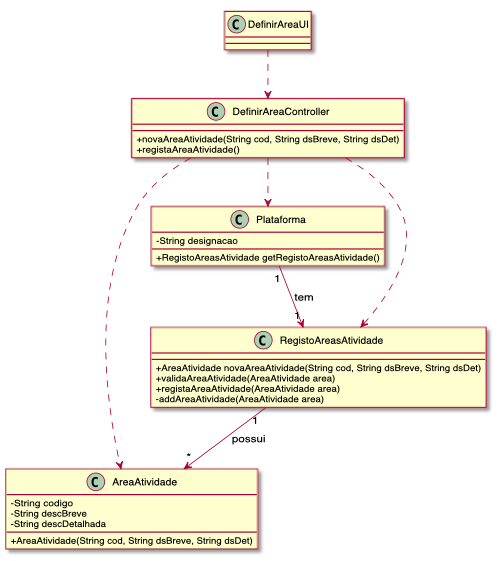 C DefinirAreaUI
C DefinirAreaController
+novaAreaAtividade(String cod, String dsBreve, String dsDet)
+registaAreaAtividade()
C Plataforma
-String designacao
+RegistoAreasAtividade getRegistoAreasAtividade()
1
tem
1
C RegistoAreasAtividade
+AreaAtividade novaAreaAtividade(String cod, String dsBreve, String dsDet)
+validaAreaAtividade(AreaAtividade area)
+registaAreaAtividade(AreaAtividade area)
-addAreaAtividade(AreaAtividade area)
1
possui
*
C AreaAtividade
-String codigo
-String descBreve
-String descDetalhada
+AreaAtividade(String cod, String dsBreve, String dsDet)